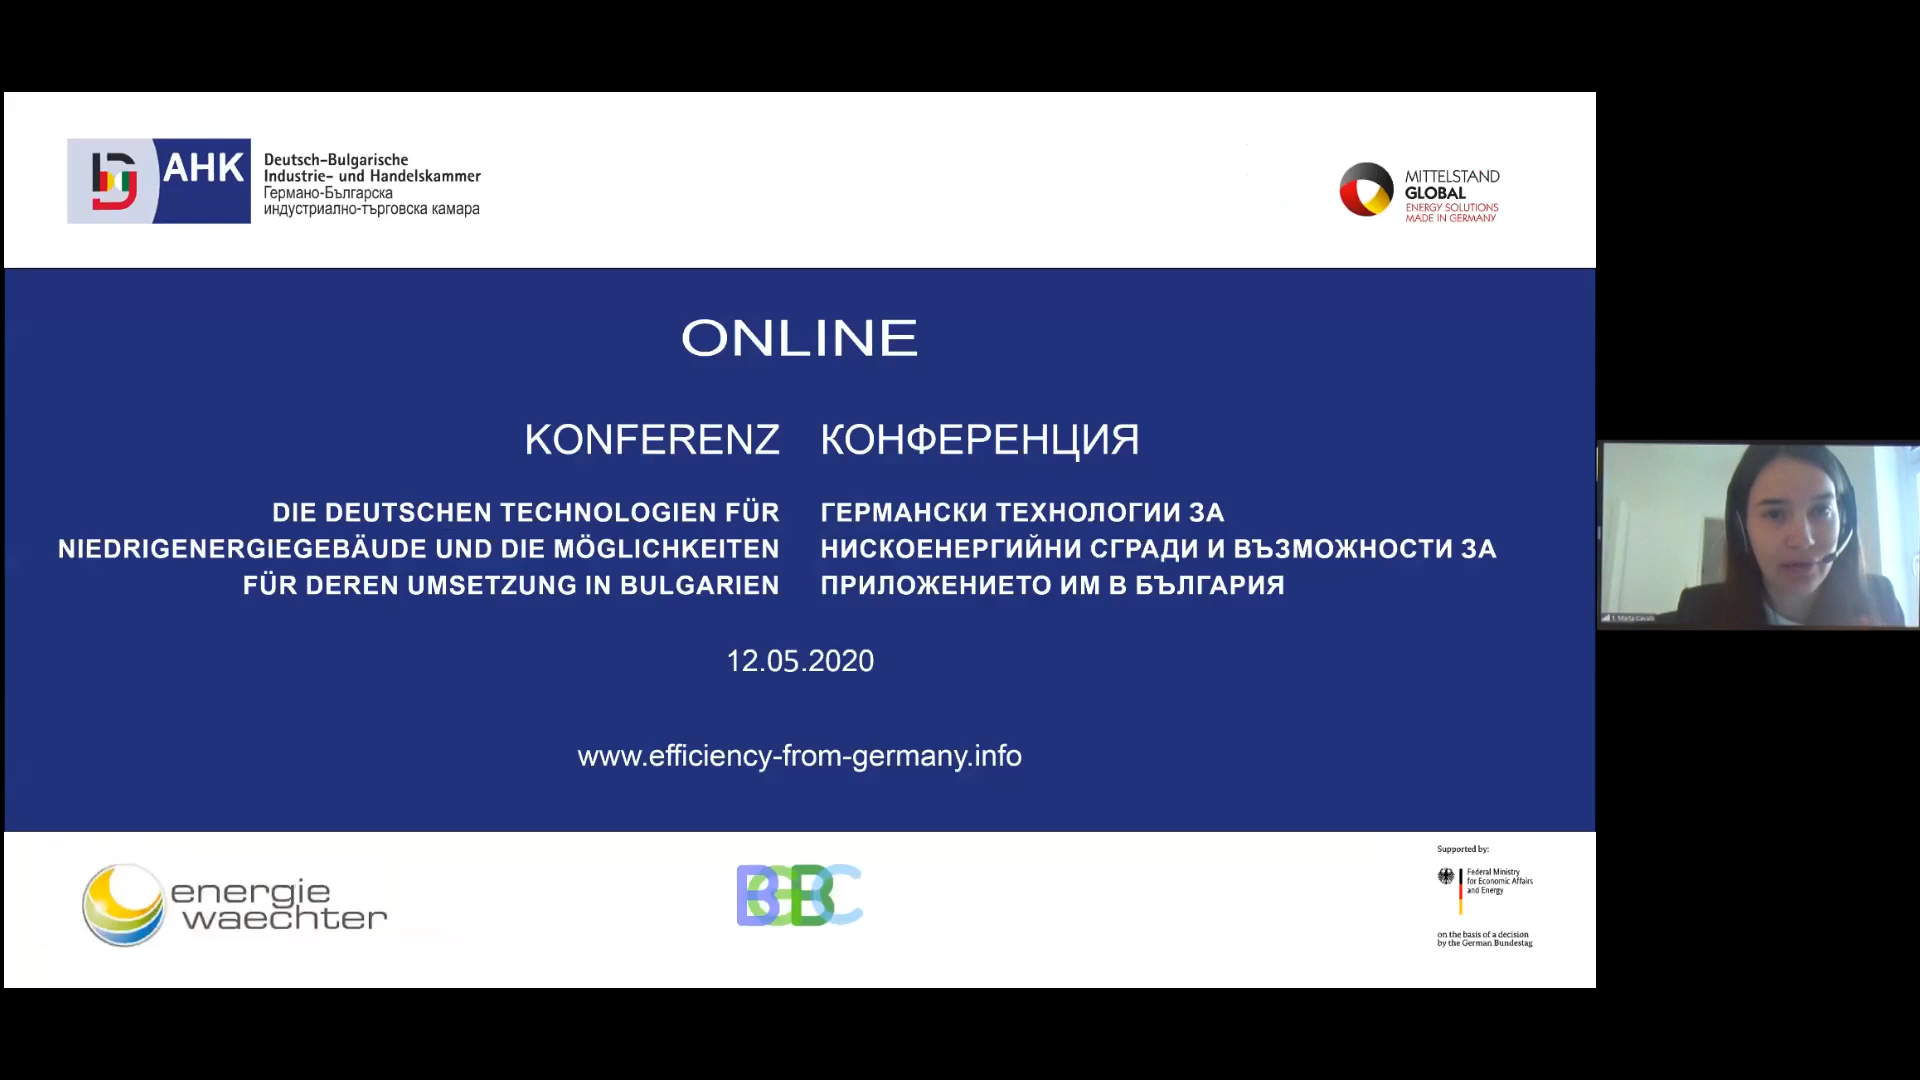 AHK
Deutsch-Bulgarische
Industrie- und Handelskammer
Германо-Българска
индустриално-търговска камара
MITTELSTAND
GLOBAL
ENERGY SOLUTIONS
MADE IN GERMANY
ONLINE
KONFERENZ
DIE DEUTSCHEN TECHNOLOGIEN FÜR
NIEDRIGENERGIEGEBÄUDE UND DIE MÖGLICHKEITEN
FÜR DEREN UMSETZUNG IN BULGARIEN
КОНФЕРЕНЦИЯ
ГЕРМАНСКИ ТЕХНОЛОГИИ ЗА
НИСКОЕНЕРГИЙНИ СГРАДИ И ВЪЗМОЖНОСТИ ЗА
ПРИЛОЖЕНИЕТО ИМ В БЪЛГАРИЯ
12.05.2020
www.efficiency-from-germany.info
energie
waechter
BGBC
Supported by:
Federal Ministry
for Economic Affairs
and Energy
on the basis of a decision
by the German Bundestag